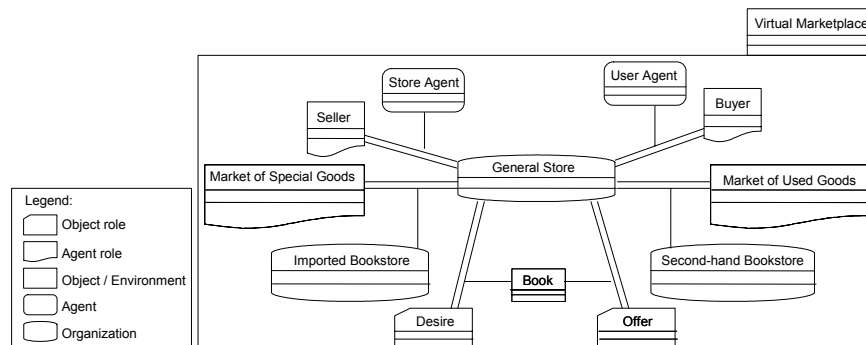 Virtual Marketplace
Store Agent
User Agent
Seller
Buyer
General Store
Market of Special Goods
Market of Used Goods
Legend:
Object role
Agent role
Object / Environment
Agent
Organization
Imported Bookstore
Second-hand Bookstore
Book
Desire
Offer